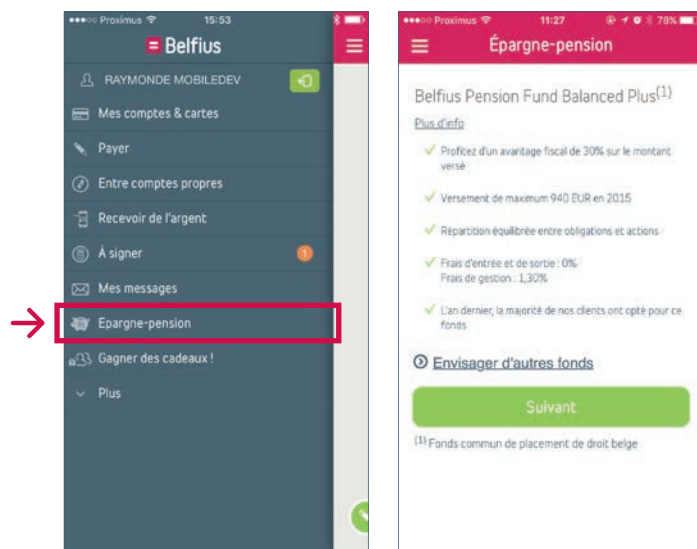 Proximus 15:53
Belfius
RAYMONDE MOBILEDEV
Mes comptes & cartes
Payer
Entre comptes propres
Recevoir de l'argent
À signer 1
Mes messages
Epargne-pension
Gagner des cadeaux !
Plus
Proximus 11:27 78%
Épargne-pension
Belfius Pension Fund Balanced Plus(1)
Plus d'info
Profitez d'un avantage fiscal de 30% sur le montant
versé
Versement de maximum 940 EUR en 2015
Répartition équilibrée entre obligations et actions
Frais d'entrée et de sortie : 0%
Frais de gestion : 1,30%
L'an dernier, la majorité de nos clients ont opté pour ce
fonds
Envisager d'autres fonds
Suivant
(1) Fonds commun de placement de droit belge